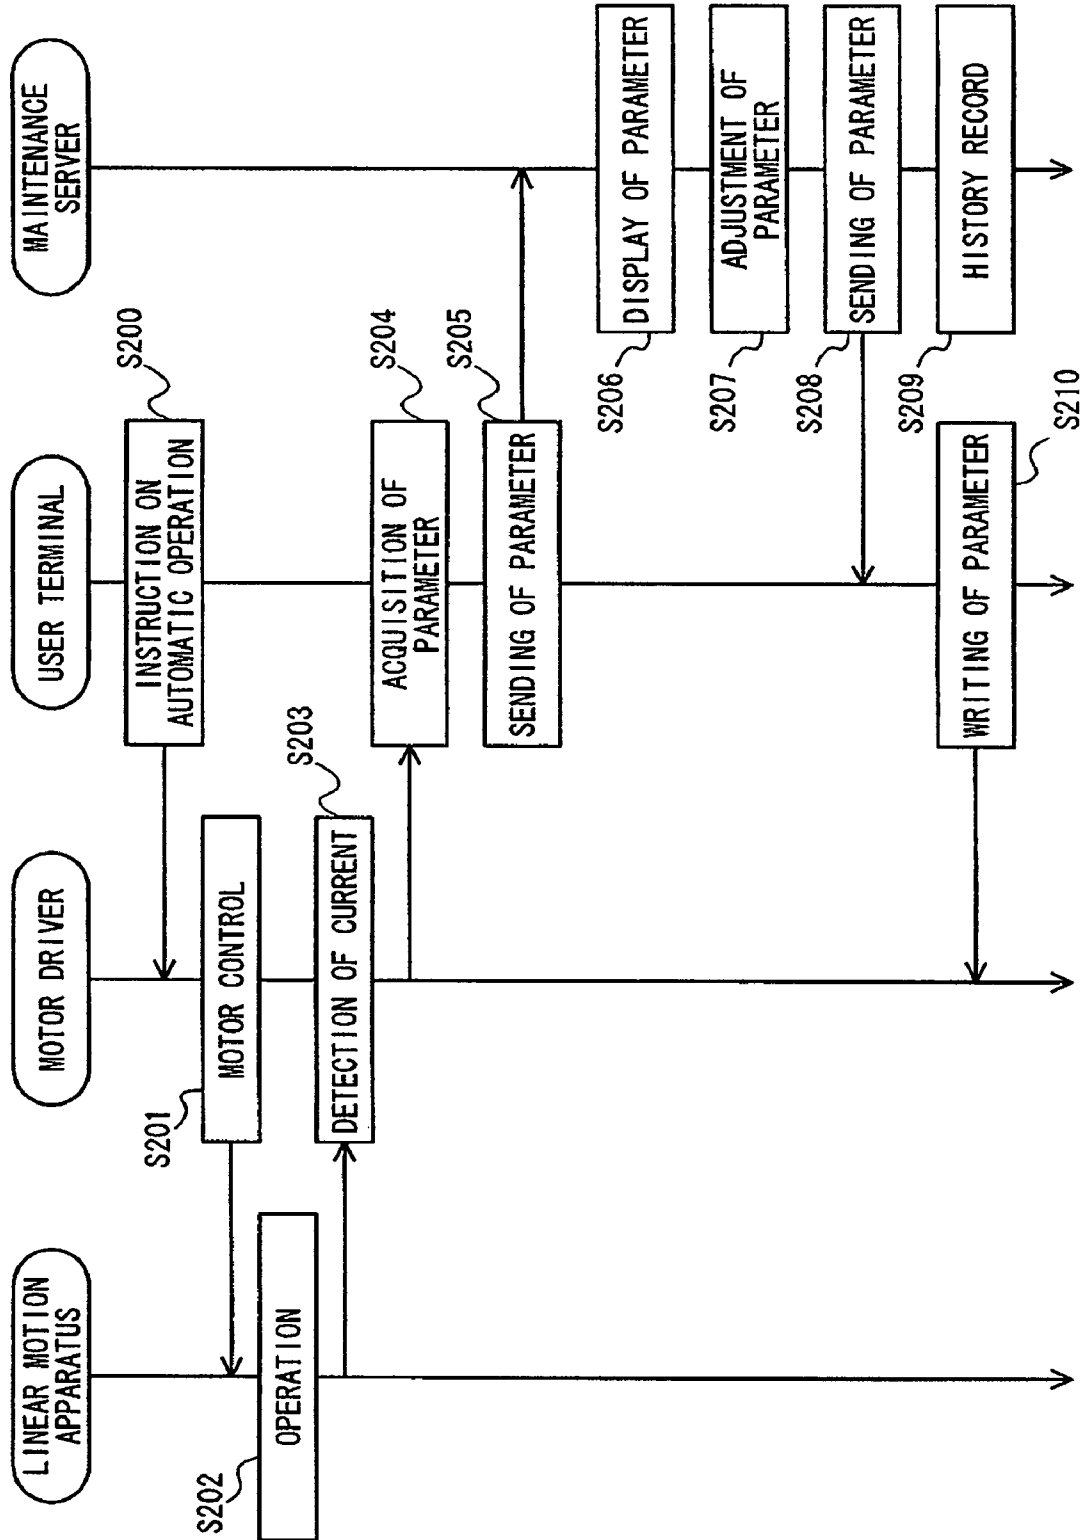 LINEAR MOTION
APPARATUS
MOTOR DRIVER
USER TERMINAL
MAINTENANCE
SERVER
S200
INSTRUCTION ON
AUTOMATIC OPERATION
S201
MOTOR CONTROL
S202
OPERATION
S203
DETECTION OF CURRENT
S204
ACQUISITION OF
PARAMETER
S205
SENDING OF PARAMETER
S206
DISPLAY OF PARAMETER
S207
ADJUSTMENT OF
PARAMETER
S208
SENDING OF PARAMETER
S209
HISTORY RECORD
S210
WRITING OF PARAMETER